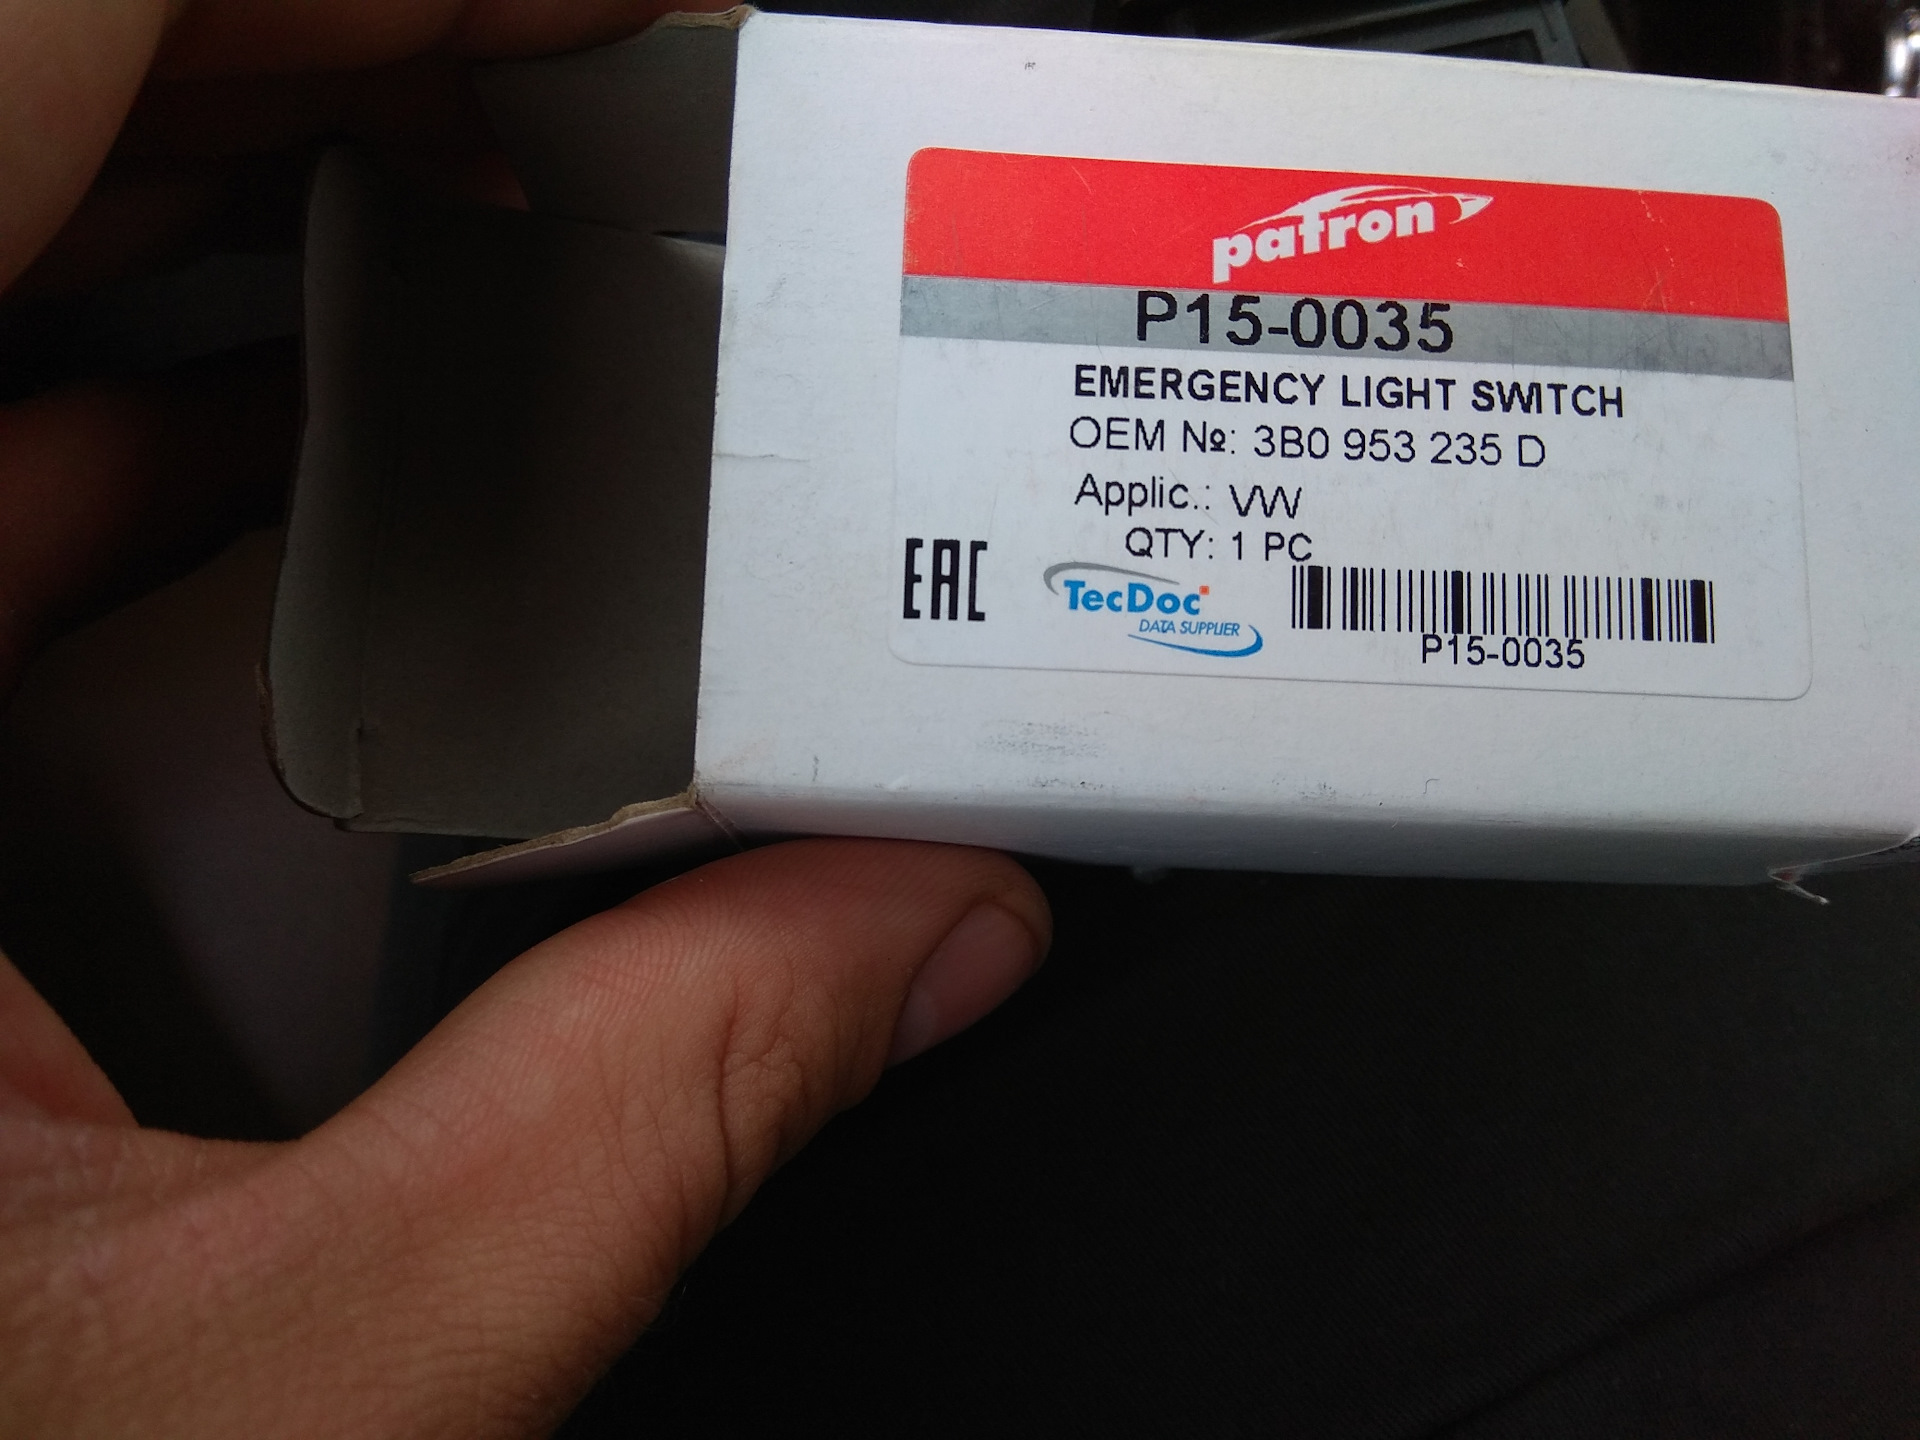 patron
P15-0035
EMERGENCY LIGHT SWITCH
OEM №: 3B0 953 235 D
Applic.: VW
QTY: 1 PC
EAC
TecDoc
DATA SUPPLIER
P15-0035